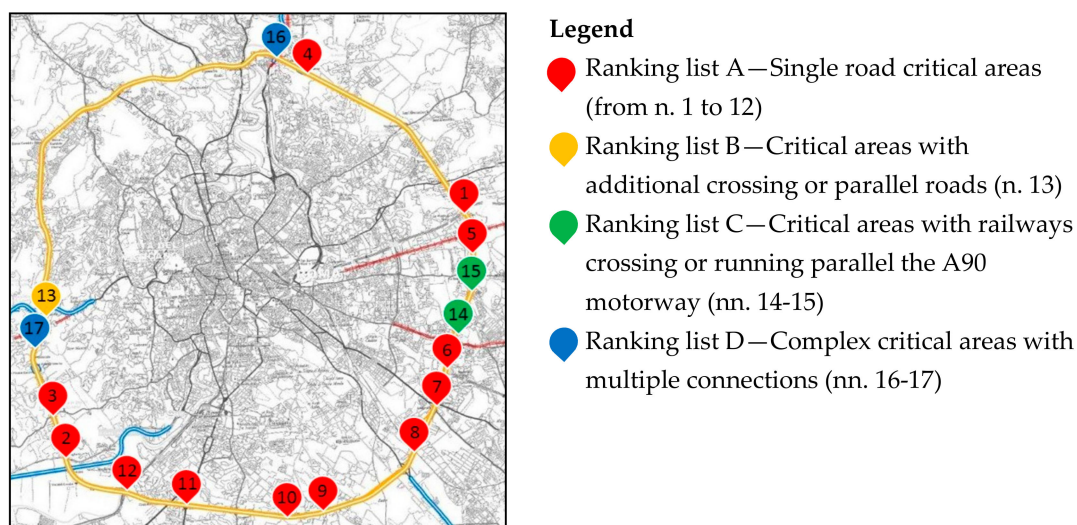 16
4
1
5
15
13
14
17
6
7
3
8
2
12
11
10
9
Legend
Ranking list A—Single road critical areas
(from n. 1 to 12)
Ranking list B—Critical areas with
additional crossing or parallel roads (n. 13)
Ranking list C—Critical areas with railways
crossing or running parallel the A90
motorway (nn. 14-15)
Ranking list D—Complex critical areas with
multiple connections (nn. 16-17)